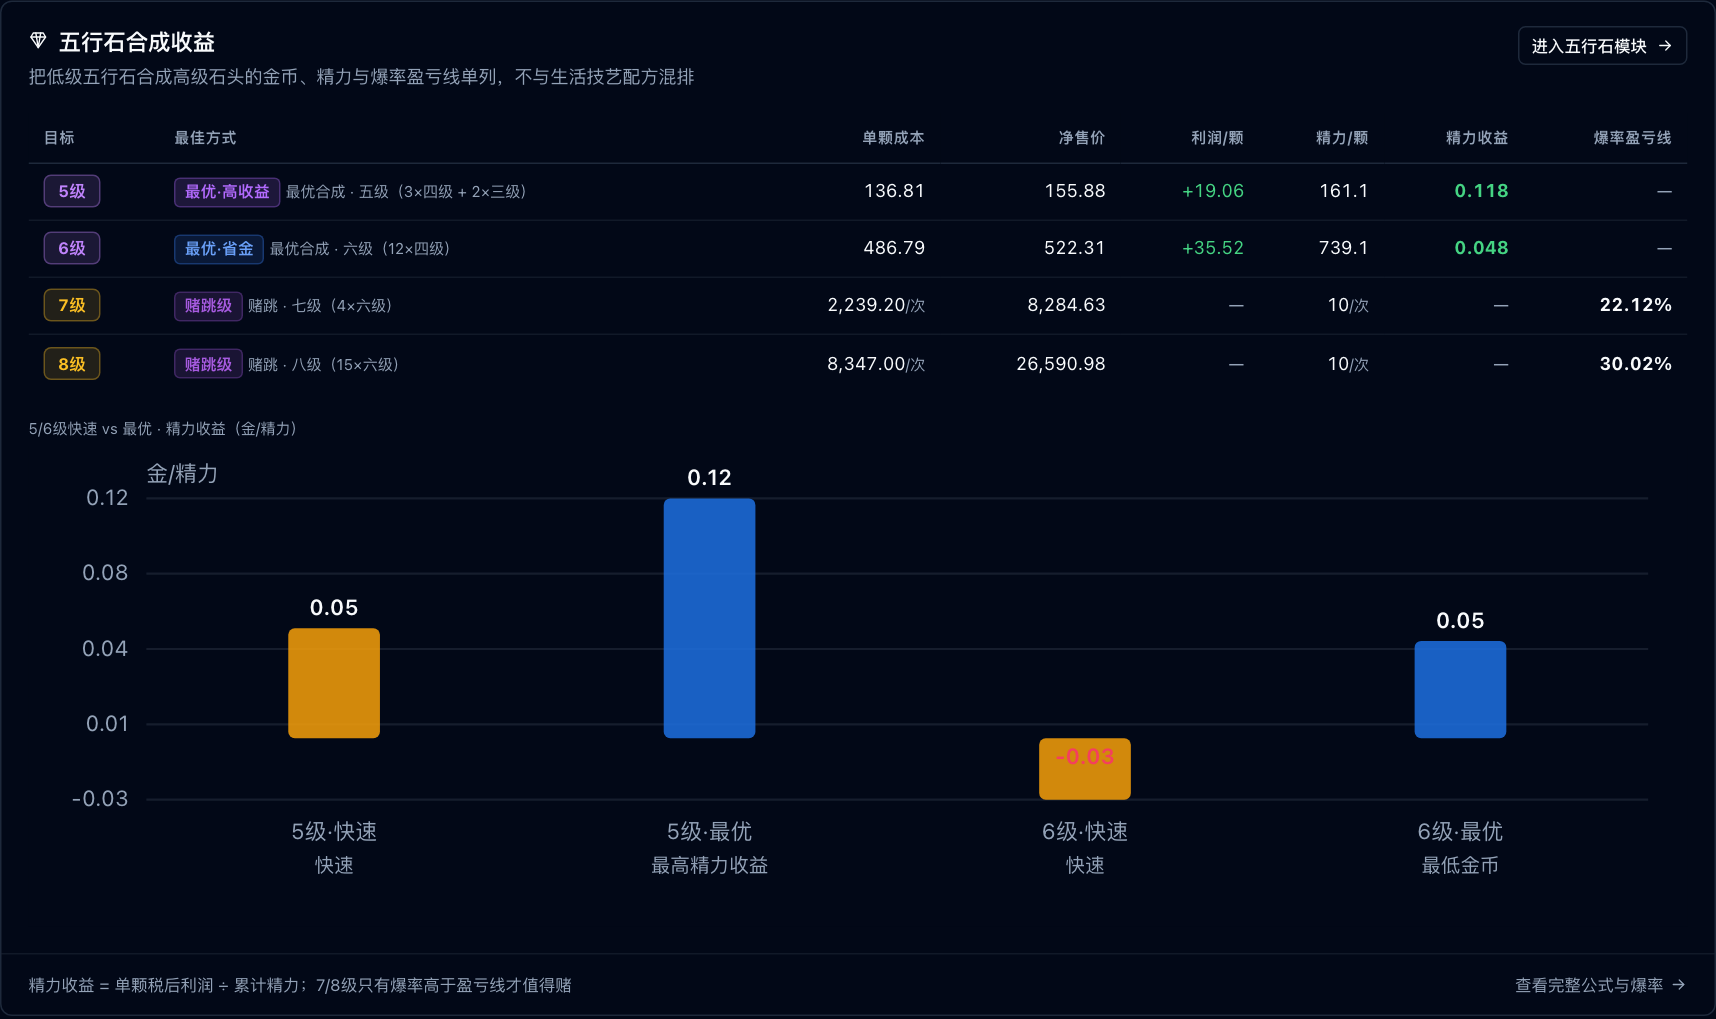 五行石合成收益
进入五行石模块 →
把低级五行石合成高级石头的金币、精力与爆率盈亏线单列，不与生活技艺配方混排
目标 最佳方式 单颗成本 净售价 利润/颗 精力/颗 精力收益 爆率盈亏线
5级 最优·高收益 最优合成 · 五级（3×四级 + 2×三级） 136.81 155.88 +19.06 161.1 0.118 —
6级 最优·省金 最优合成 · 六级（12×四级） 486.79 522.31 +35.52 739.1 0.048 —
7级 赌跳级 赌跳 · 七级（4×六级） 2,239.20/次 8,284.63 — 10/次 — 22.12%
8级 赌跳级 赌跳 · 八级（15×六级） 8,347.00/次 26,590.98 — 10/次 — 30.02%
5/6级快速 vs 最优 · 精力收益（金/精力）
金/精力
0.12
0.08
0.04
0.01
-0.03
0.05
0.12
-0.03
0.05
5级·快速 5级·最优 6级·快速 6级·最优
快速 最高精力收益 快速 最低金币
精力收益 = 单颗税后利润 ÷ 累计精力；7/8级只有爆率高于盈亏线才值得赌
查看完整公式与爆率 →